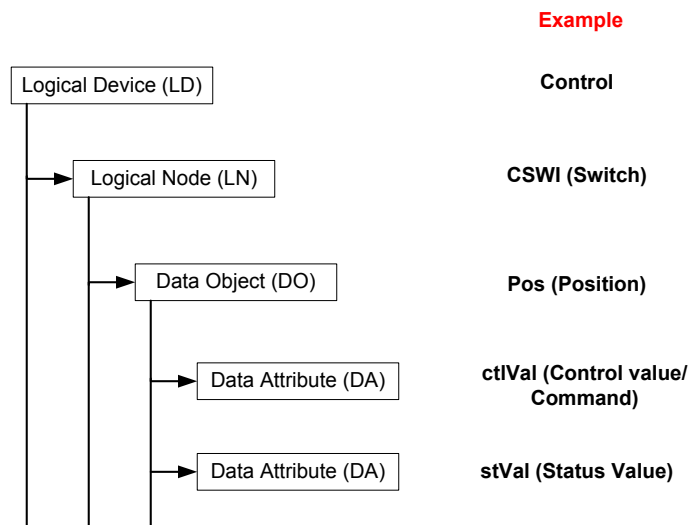 Example
Logical Device (LD)
Control
Logical Node (LN)
CSWI (Switch)
Data Object (DO)
Pos (Position)
Data Attribute (DA)
ctlVal (Control value/
Command)
Data Attribute (DA)
stVal (Status Value)